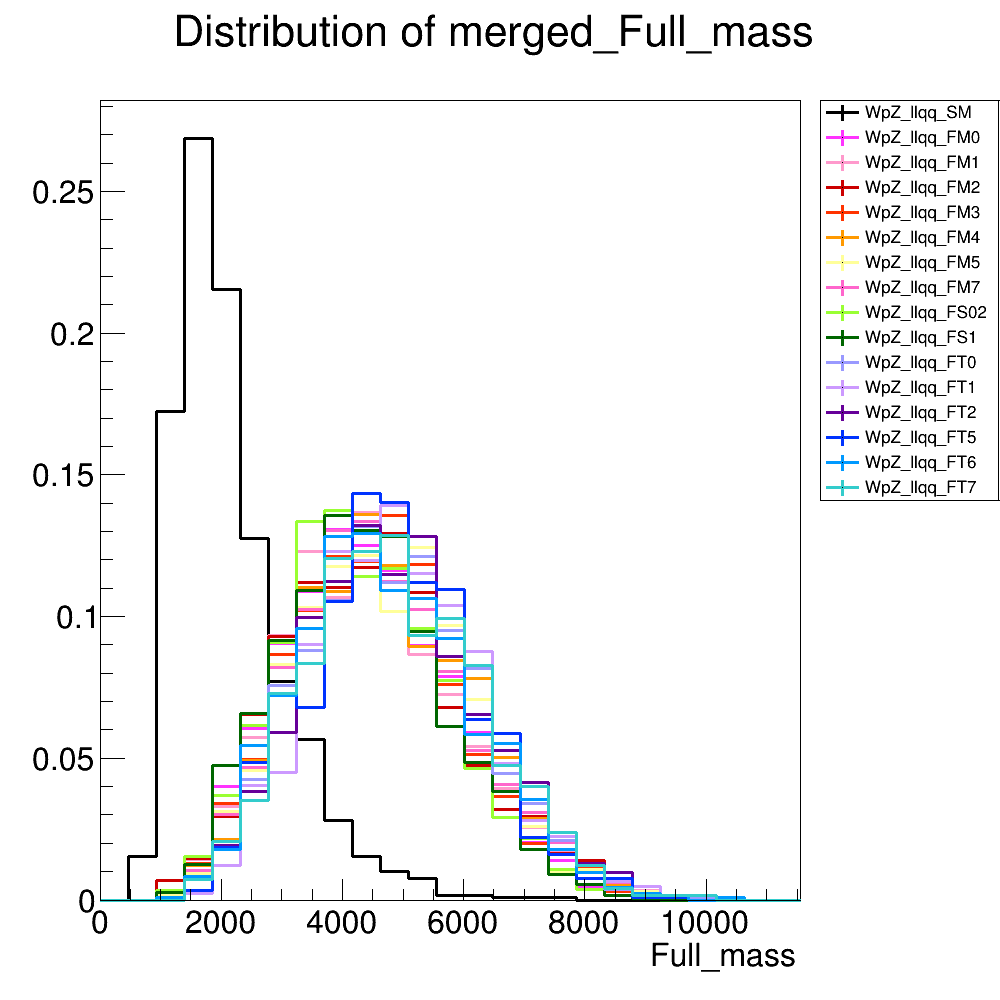 Distribution of merged_Full_mass
WpZ_llqq_SM
WpZ_llqq_FM0
WpZ_llqq_FM1
WpZ_llqq_FM2
WpZ_llqq_FM3
WpZ_llqq_FM4
WpZ_llqq_FM5
WpZ_llqq_FM7
WpZ_llqq_FS02
WpZ_llqq_FS1
WpZ_llqq_FT0
WpZ_llqq_FT1
WpZ_llqq_FT2
WpZ_llqq_FT5
WpZ_llqq_FT6
WpZ_llqq_FT7
0.25
0.2
0.15
0.1
0.05
0
0 2000 4000 6000 8000 10000
Full_mass